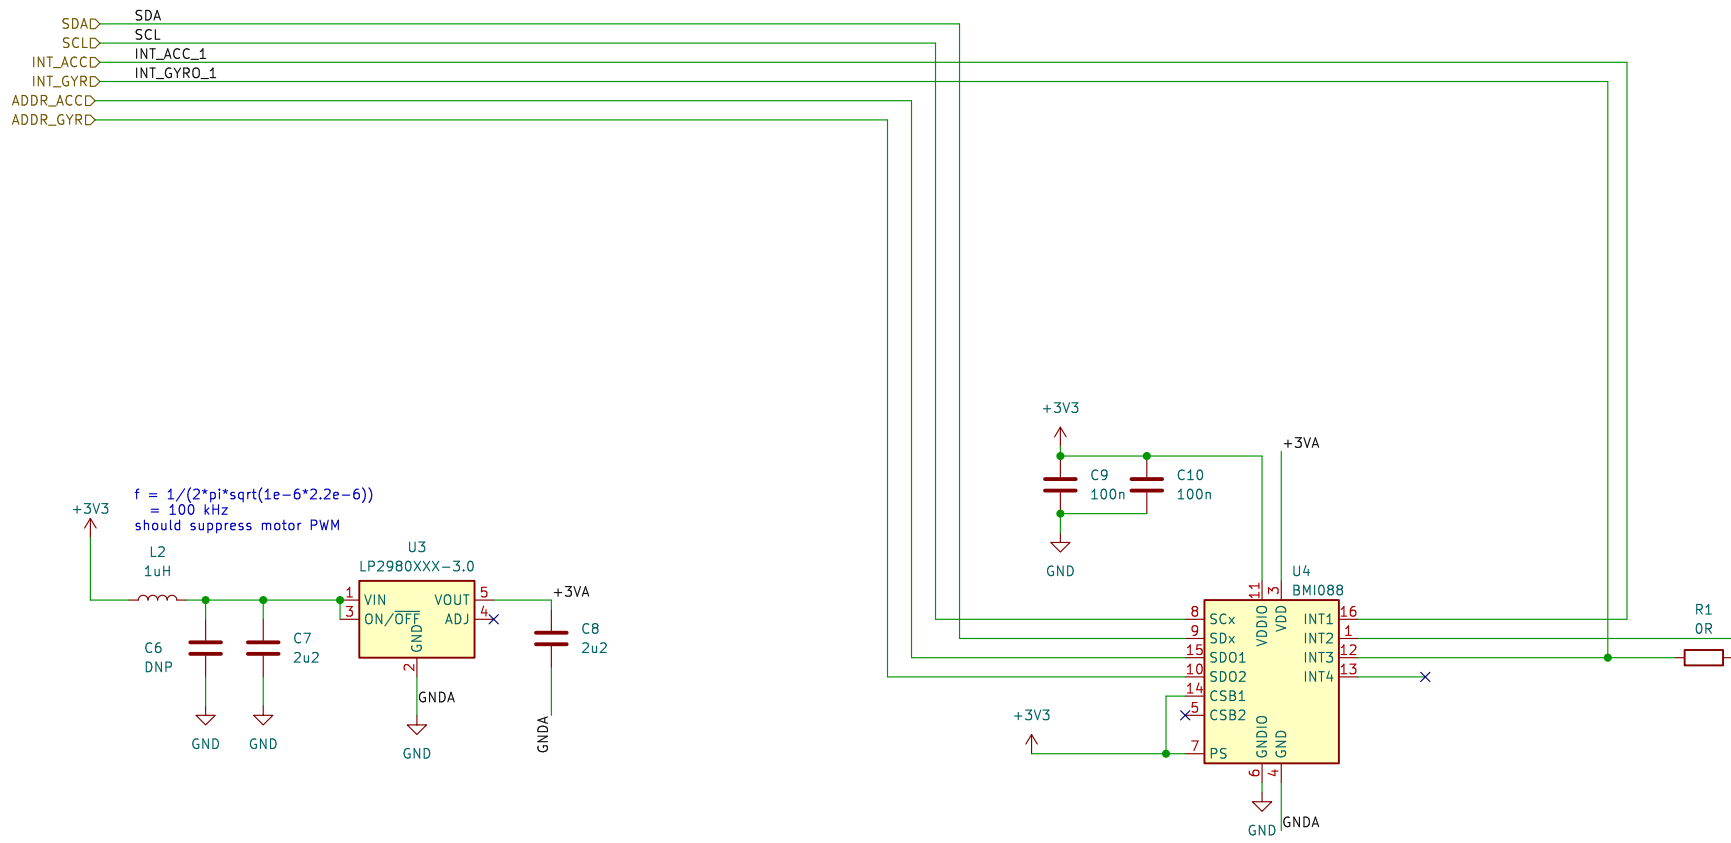 SDA
SDA
SCL
SCL
INT_ACC
INT_ACC_1
INT_GYR
INT_GYRO_1
ADDR_ACC
ADDR_GYR
+3V3
f = 1/(2*pi*sqrt(1e-6*2.2e-6))
= 100 kHz
should suppress motor PWM
L2
1uH
C6
DNP
GND
C7
2u2
GND
U3
LP2980XXX-3.0
1
VIN
VOUT
5
3
ON/OFF
ADJ
4
GND
2
GNDA
GND
+3VA
C8
2u2
GNDA
+3V3
C9
100n
C10
100n
GND
+3VA
U4
BMI088
11
3
VDDIO
VDD
8
SCx
INT1
16
9
SDx
INT2
1
15
SDO1
INT3
12
10
SDO2
INT4
13
14
CSB1
5
CSB2
7
PS
GNDIO
GND
6
4
+3V3
GND
GNDA
R1
0R